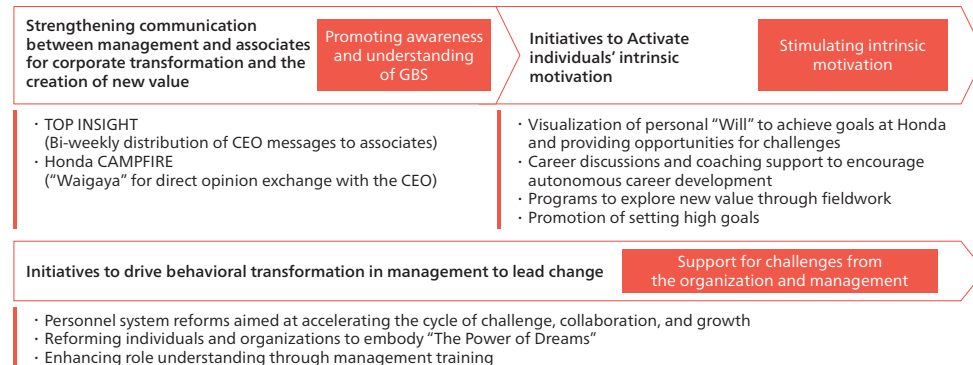 Strengthening communication
between management and associates
for corporate transformation and the
creation of new value
Promoting awareness
and understanding
of GBS
・TOP INSIGHT
(Bi-weekly distribution of CEO messages to associates)
・Honda CAMPFIRE
(“Waigaya” for direct opinion exchange with the CEO)
Initiatives to Activate
individuals’ intrinsic
motivation
Stimulating intrinsic
motivation
・Visualization of personal “Will” to achieve goals at Honda
and providing opportunities for challenges
・Career discussions and coaching support to encourage
autonomous career development
・Programs to explore new value through fieldwork
・Promotion of setting high goals
Initiatives to drive behavioral transformation in management to lead change
Support for challenges from
the organization and management
・Personnel system reforms aimed at accelerating the cycle of challenge, collaboration, and growth
・Reforming individuals and organizations to embody “The Power of Dreams”
・Enhancing role understanding through management training